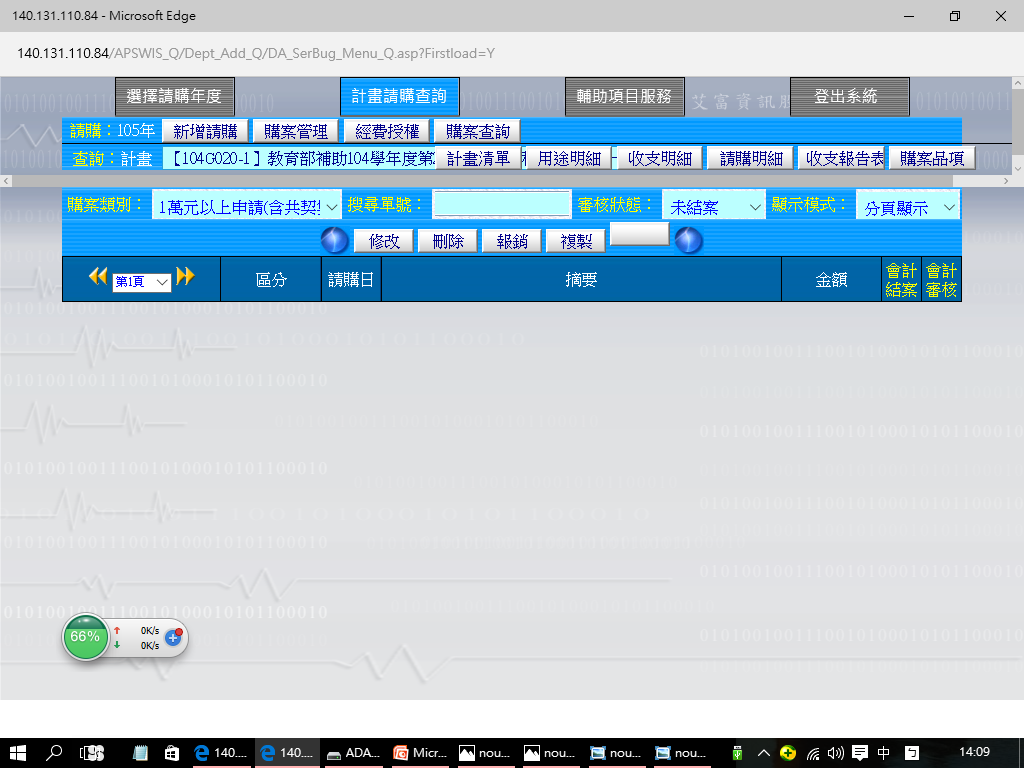 140.131.110.84 - Microsoft Edge
140.131.110.84/APSWIS_Q/Dept_Add_Q/DA_SerBug_Menu_Q.asp?Firstload=Y
選擇請購年度 計畫請購查詢 輔助項目服務 艾富資訊 登出系統
請購：105年 新增請購 購案管理 經費授權 購案查詢
查詢：計畫 【104G020-1】教育部補助104學年度第 計畫清單 用途明細 收支明細 請購明細 收支報告表 購案品項
購案類別： 1萬元以上申請(含共契 搜尋單號： 審核狀態： 未結案 顯示模式： 分頁顯示
修改 刪除 報銷 複製
第1頁 區分 請購日 摘要 金額 會計結案 會計審核
66% 0K/s
0K/s
140.... 140.... ADA... Micr... nou... nou... nou... nou... 中 14:09